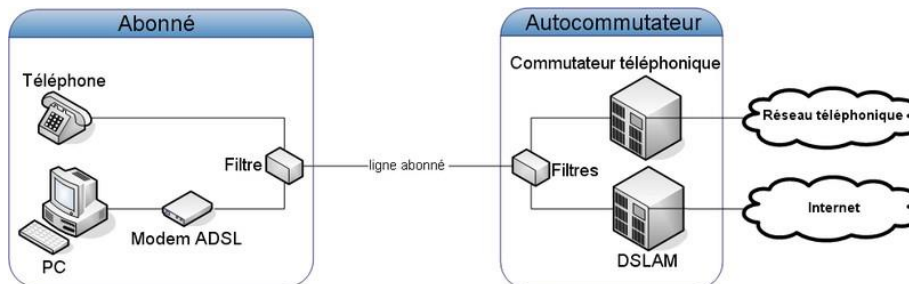 Abonné
Autocommutateur
Commutateur téléphonique
Téléphone
Réseau téléphonique
Filtre
ligne abonné
Filtres
Internet
Modem ADSL
PC
DSLAM